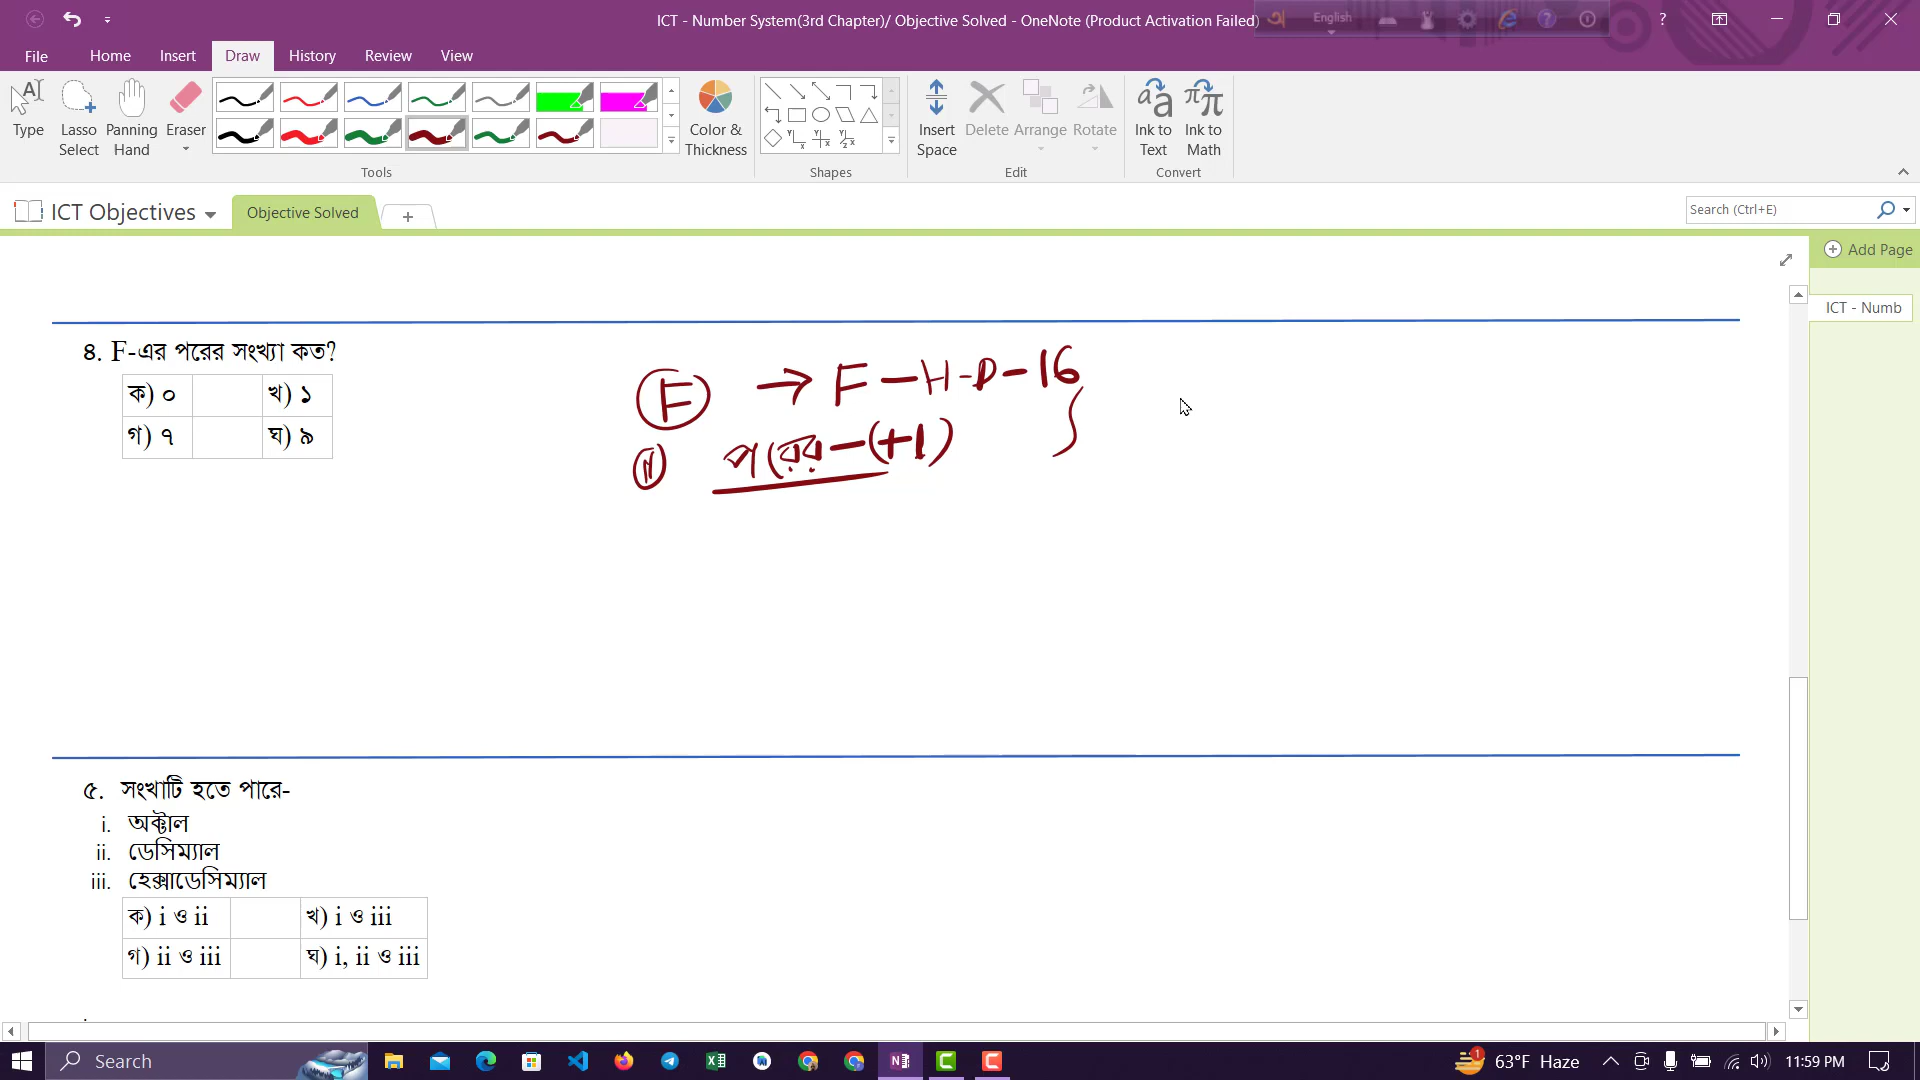 ICT - Number System(3rd Chapter)/ Objective Solved - OneNote (Product Activation Failed)
English
?
File Home Insert Draw History Review View
Type
Lasso Select
Panning Hand
Eraser
Color & Thickness
Insert Space
Delete
Arrange
Rotate
Ink to Text
Ink to Math
Tools Shapes Edit Convert
ICT Objectives Objective Solved +
Search (Ctrl+E)
Add Page
ICT - Numb
৪. F-এর পরের সংখ্যা কত?
ক) ০ খ) ১
গ) ৭ ঘ) ৯
F → F - H - D - 16
পরের - (+1)
৫. সংখাটি হতে পারে-
i. অক্টাল
ii. ডেসিম্যাল
iii. হেক্সাডেসিম্যাল
ক) i ও ii খ) i ও iii
গ) ii ও iii ঘ) i, ii ও iii
Search
63°F Haze
11:59 PM